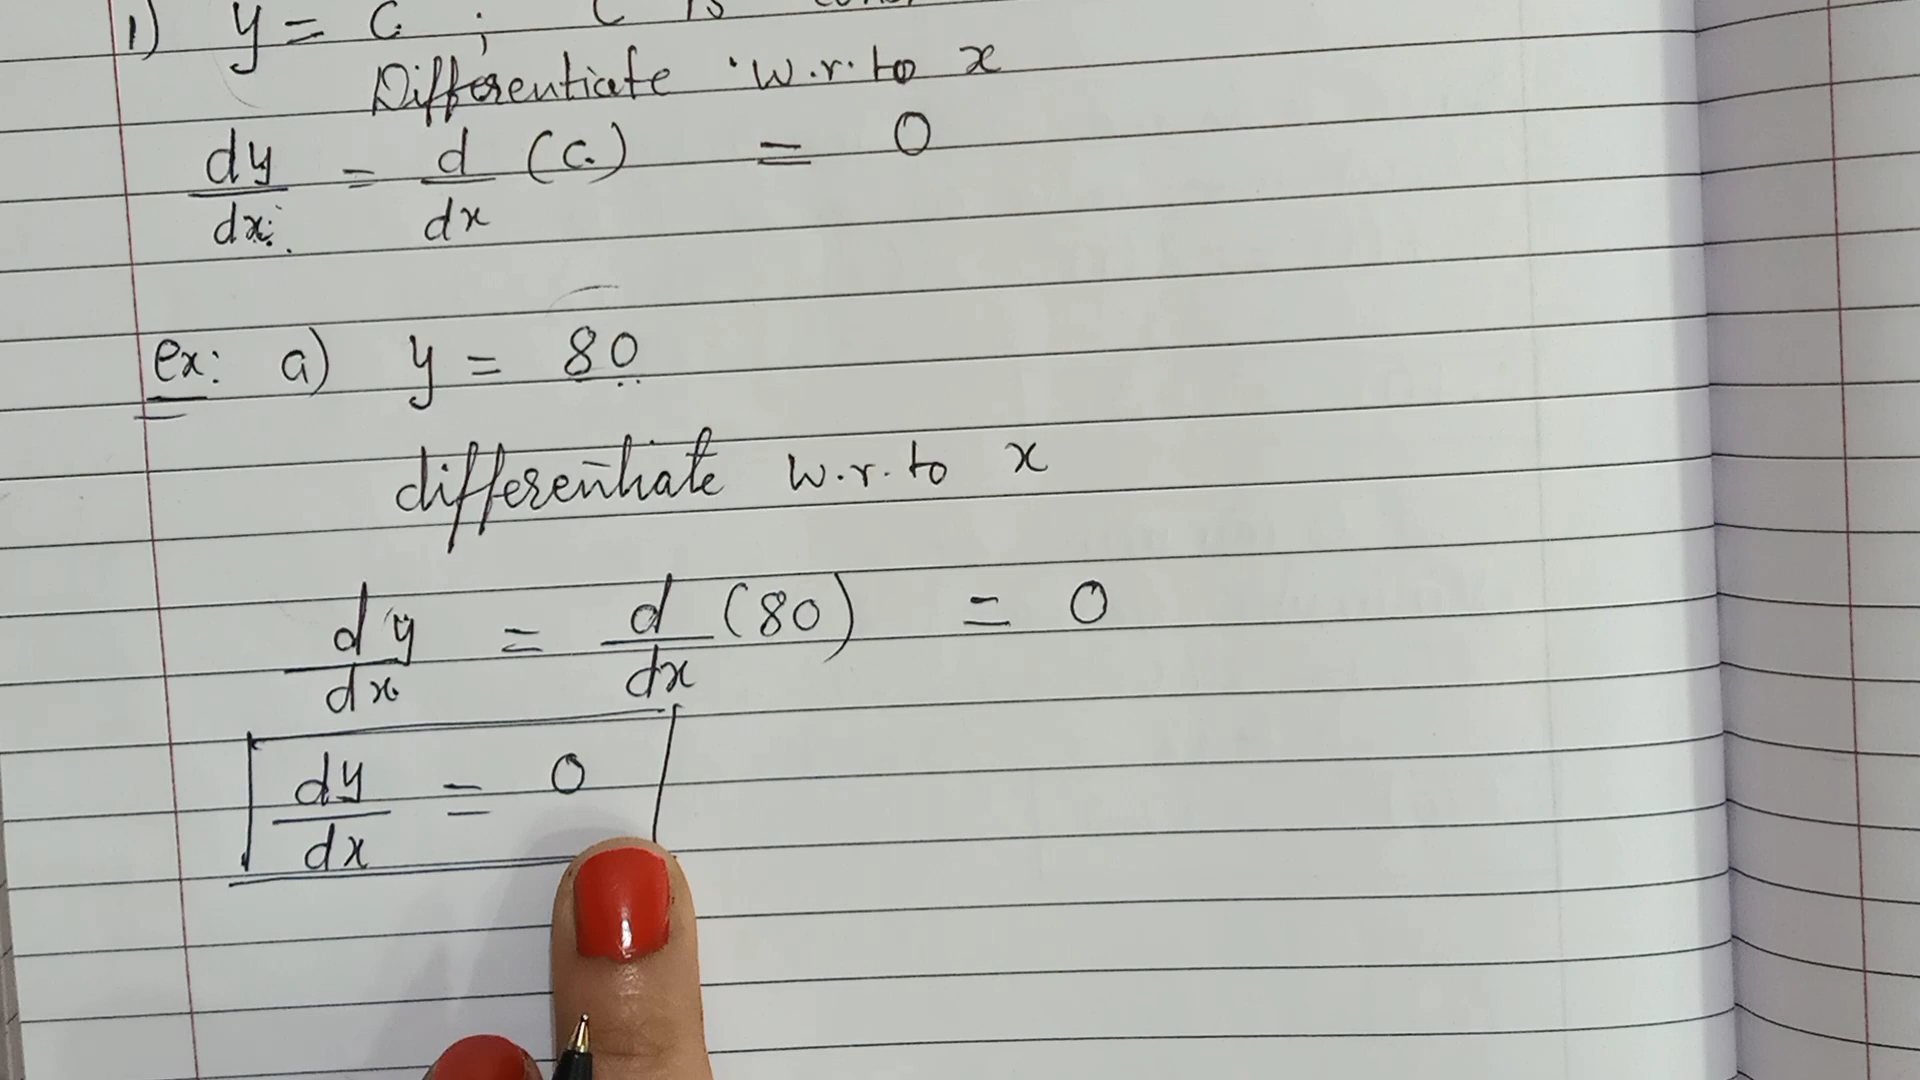 1) y = C ; C is
Differentiate w.r.to x
dy/dx = d/dx (C) = 0
ex: a) y = 80
differentiate w.r.to x
dy/dx = d/dx (80) = 0
dy/dx = 0